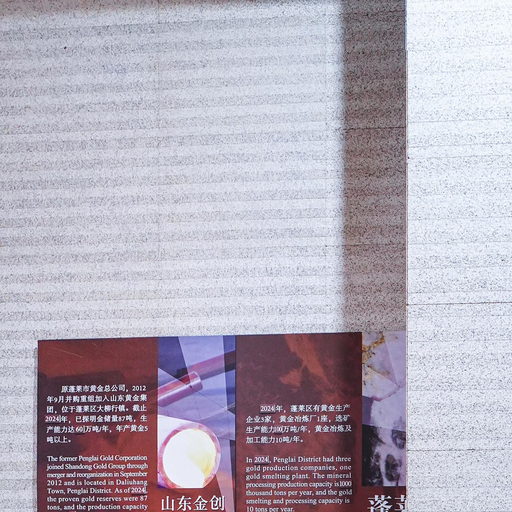 原蓬莱市黄金总公司，2012
年9月并购重组加入山东黄金集
团，位于蓬莱区大柳行镇。截止
2024年，已探明金储量87吨，生
产能力达60万吨/年，年产黄金5
吨以上。
The former Penglai Gold Corporation
joined Shandong Gold Group through
merger and reorganization in September
2012 and is located in Daliuhang
Town, Penglai District. As of 2024,
the proven gold reserves were 87
tons, and the production capacity
山东金创
2024年，蓬莱区有黄金生产
企业3家，黄金冶炼厂1座，选矿
生产能力100万吨/年，黄金冶炼及
加工能力10吨/年。
In 2024, Penglai District had three
gold production companies, one
gold smelting plant. The mineral
processing production capacity is 1000
thousand tons per year, and the gold
smelting and processing capacity is
10 tons per year.
蓬莱